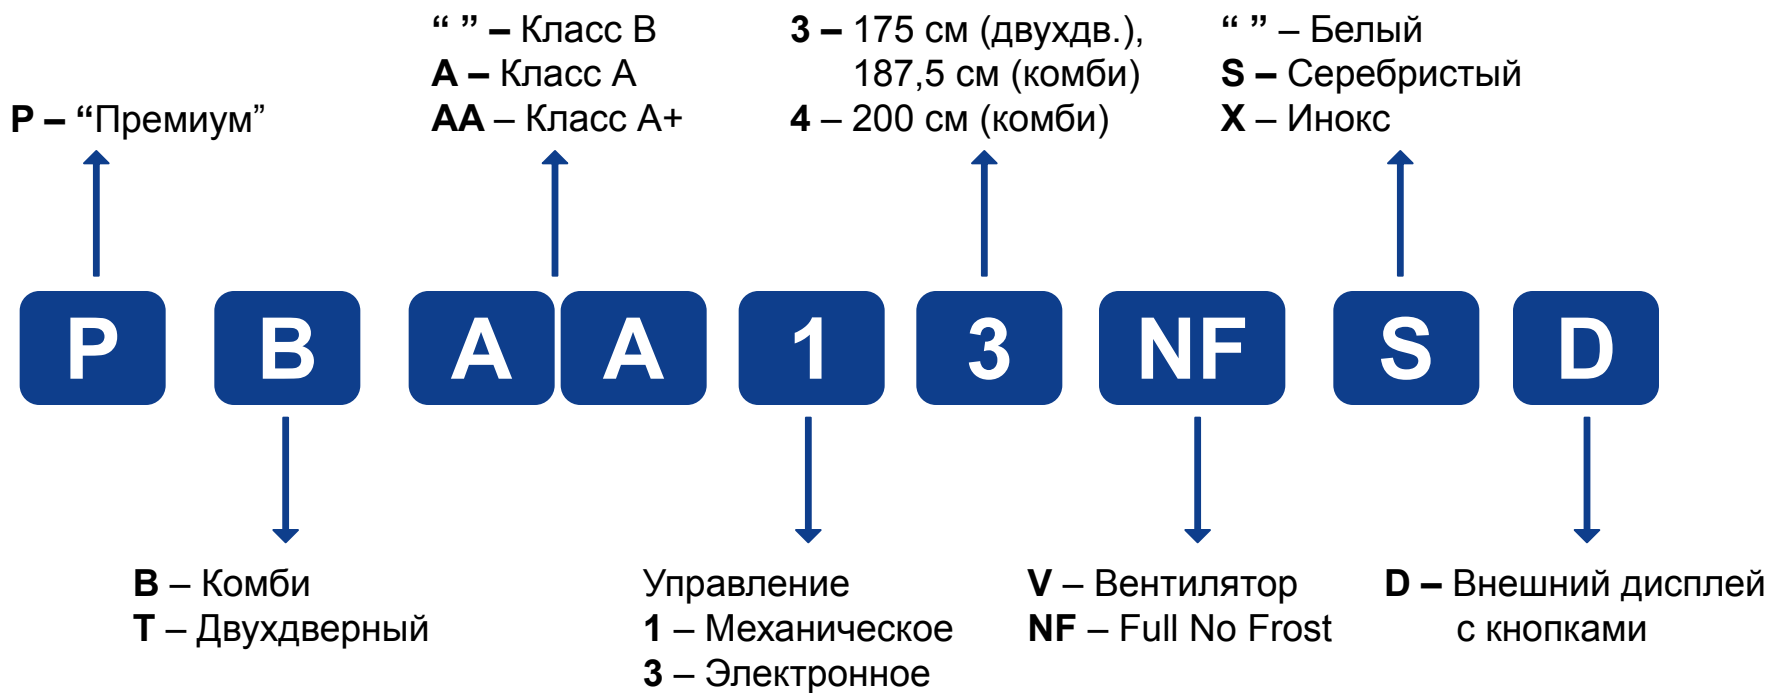 P – “Премиум”
“ ” – Класс B
A – Класс A
AA – Класс A+
3 – 175 см (двухдв.),
187,5 см (комби)
4 – 200 см (комби)
“ ” – Белый
S – Серебристый
X – Инокс
P B A A 1 3 NF S D
B – Комби
T – Двухдверный
Управление
1 – Механическое
3 – Электронное
V – Вентилятор
NF – Full No Frost
D – Внешний дисплей
с кнопками